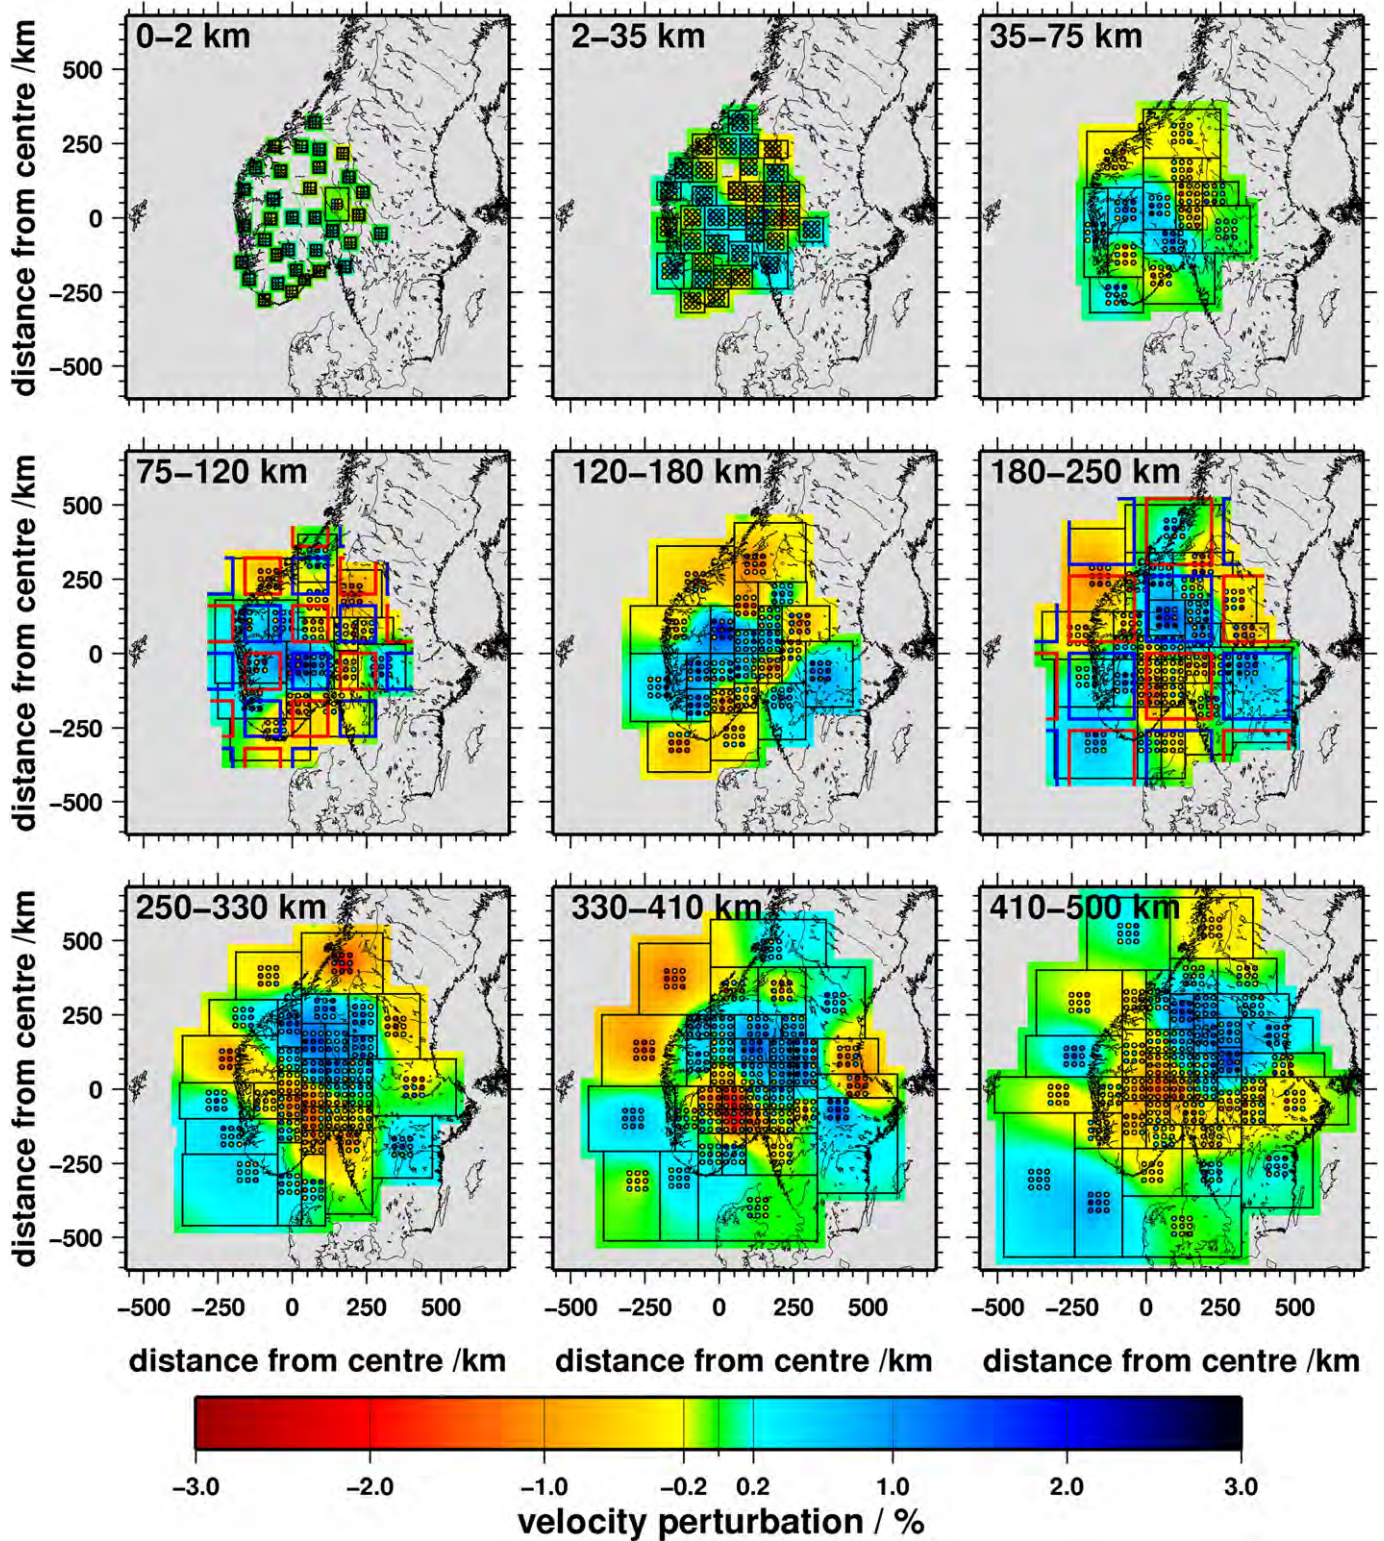 0–2 km
2–35 km
35–75 km
distance from centre /km
500
250
0
−250
−500
75–120 km
120–180 km
180–250 km
distance from centre /km
500
250
0
−250
−500
250–330 km
330–410 km
410–500 km
distance from centre /km
500
250
0
−250
−500
−500 −250 0 250 500
−500 −250 0 250 500
−500 −250 0 250 500
distance from centre /km
distance from centre /km
distance from centre /km
−3.0 −2.0 −1.0 −0.2 0.2 1.0 2.0 3.0
velocity perturbation / %